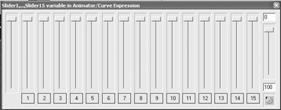 Slider1,,,Slider15 variable in Animator/Curve Expression
0
100
1 2 3 4 5 6 7 8 9 10 11 12 13 14 15